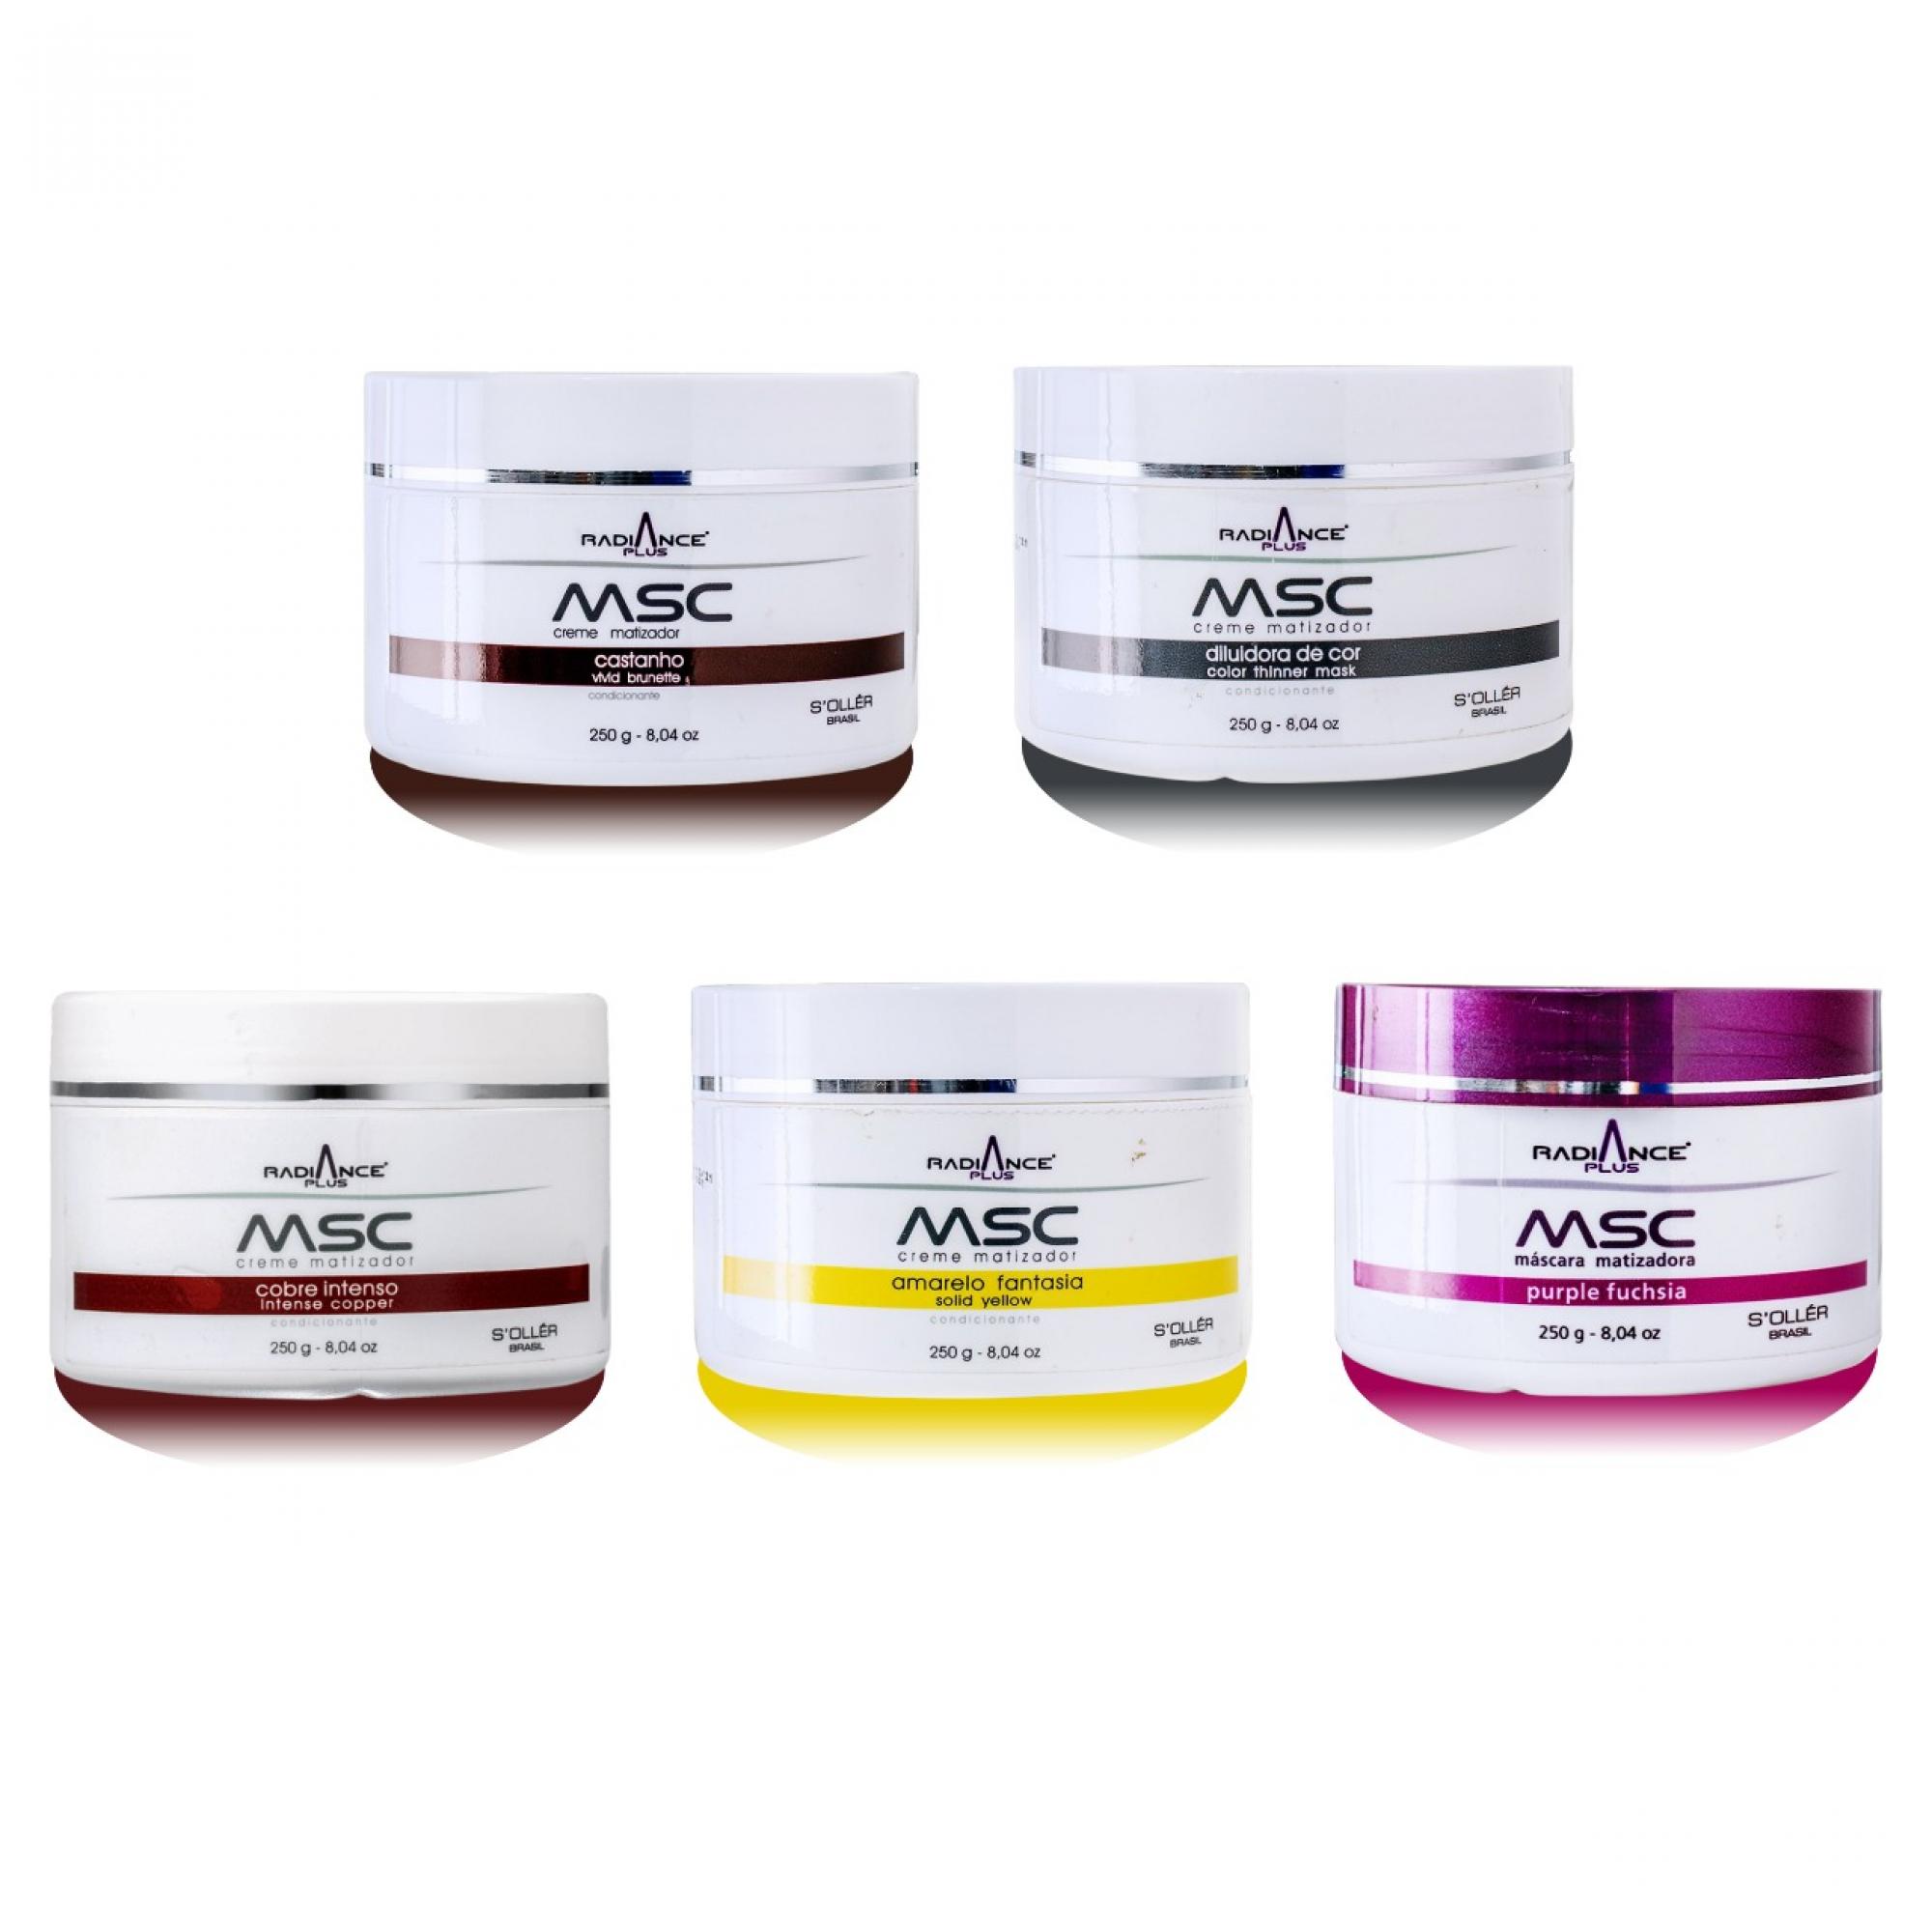 RADIANCE
PLUS
MSC
creme matizador
castanho
vivid brunette
condicionante
S'OLLÉR
BRASIL
250 g - 8,04 oz
RADIANCE
PLUS
MSC
creme matizador
diluidora de cor
color thinner mask
condicionante
S'OLLÉR
BRASIL
250 g - 8,04 oz
RADIANCE
PLUS
MSC
creme matizador
cobre intenso
intense copper
condicionante
S'OLLÉR
BRASIL
250 g - 8,04 oz
RADIANCE
PLUS
MSC
creme matizador
amarelo fantasia
solid yellow
condicionante
S'OLLÉR
BRASIL
250 g - 8,04 oz
RADIANCE
PLUS
MSC
máscara matizadora
purple fuchsia
S'OLLÉR
BRASIL
250 g - 8,04 oz